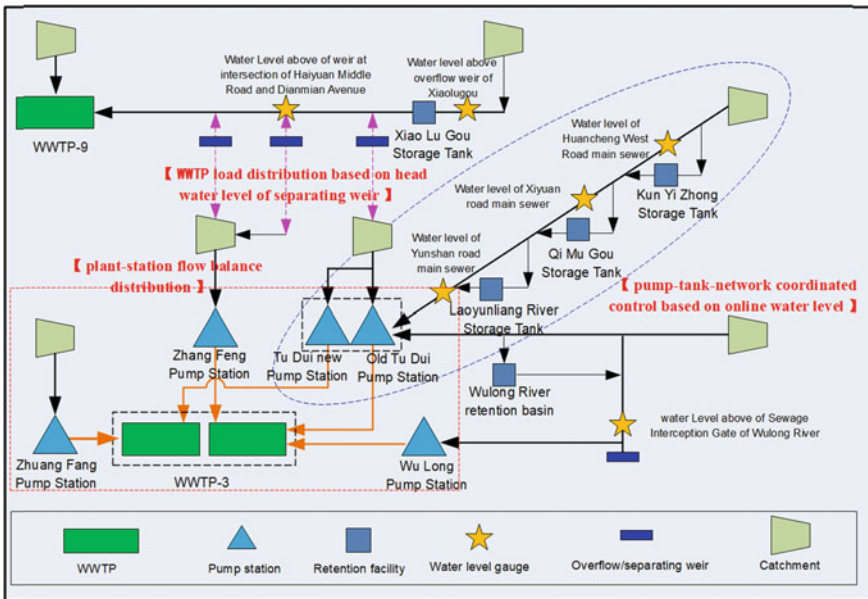 Water Level above of weir at
intersection of Haiyuan Middle
Road and Dianmian Avenue
Water level above
overflow weir of
Xiaolugou
WWTP-9
Xiao Lu Gou
Storage Tank
Water level of
Huancheng West
Road main sewer
【 WWTP load distribution based on head
water level of separating weir 】
Water level of Xiyuan
road main sewer
Kun Yi Zhong
Storage Tank
Water level of
Yunshan road
main sewer
Qi Mu Gou
Storage Tank
【 plant-station flow balance
distribution 】
【 pump-tank-network coordinated
control based on online water level 】
Laoyunliang River
Storage Tank
Zhang Feng
Pump Station
Tu Dui new
Pump Station
Old Tu Dui
Pump Station
Wulong River
retention basin
water Level above of Sewage
Interception Gate of Wulong River
Zhuang Fang
Pump Station
WWTP-3
Wu Long
Pump Station
WWTP
Pump station
Retention facility
Water level gauge
Overflow/separating weir
Catchment